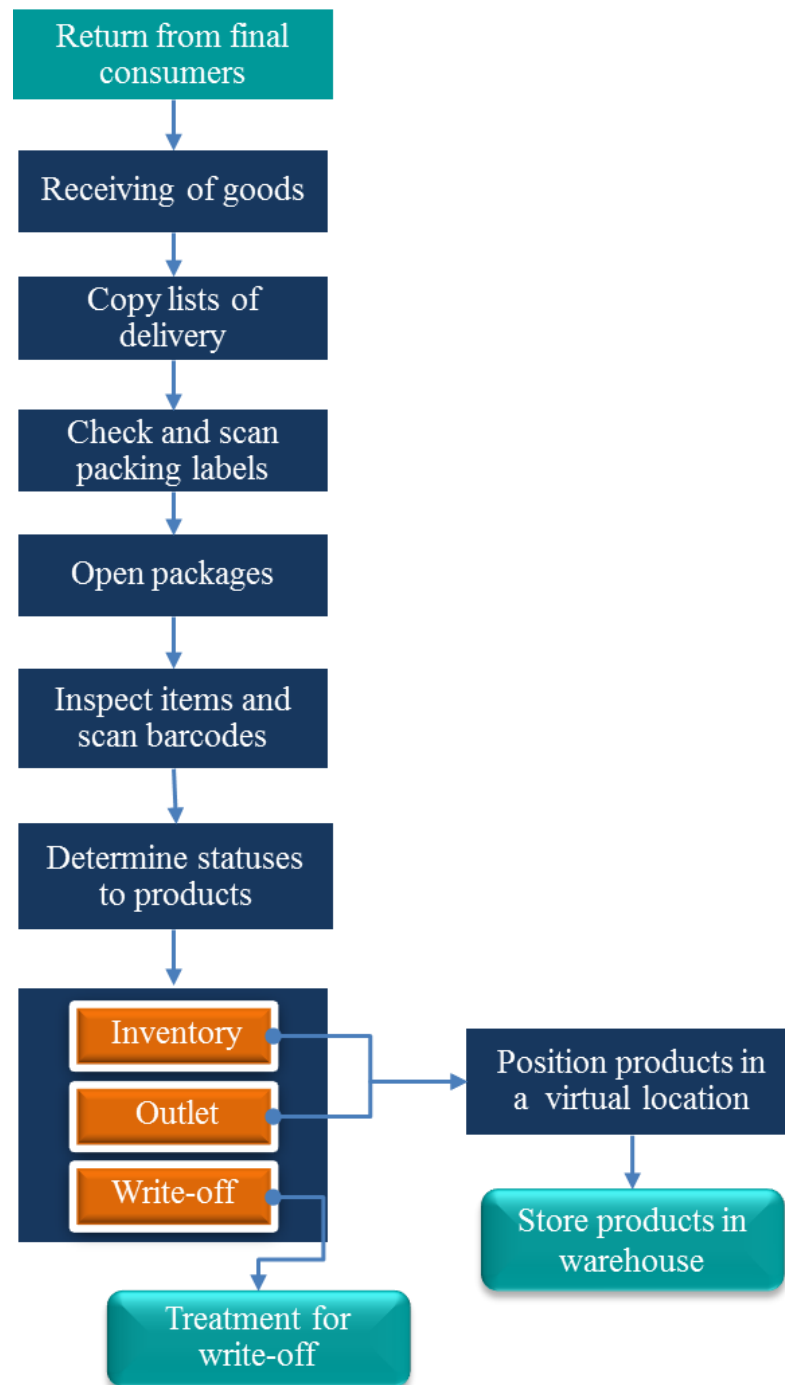 Return from final
consumers
Receiving of goods
Copy lists of
delivery
Check and scan
packing labels
Open packages
Inspect items and
scan barcodes
Determine statuses
to products
Inventory
Outlet
Write-off
Position products in
a virtual location
Store products in
warehouse
Treatment for
write-off